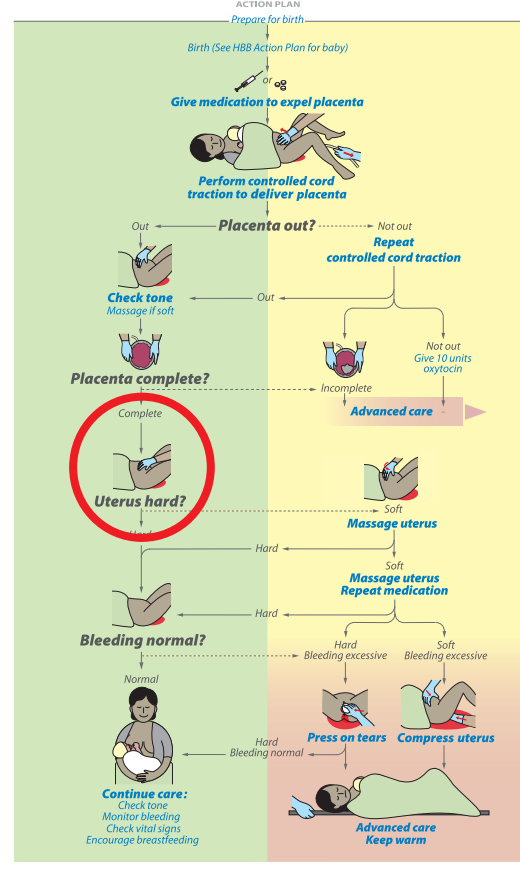 ACTION PLAN
Prepare for birth
Birth (See HBB Action Plan for baby)
or
Give medication to expel placenta
Perform controlled cord
traction to deliver placenta
Out
Placenta out?
Not out
Repeat
controlled cord traction
Check tone
Massage if soft
Out
Not out
Give 10 units
oxytocin
Placenta complete?
Incomplete
Complete
Advanced care
Uterus hard?
Soft
Massage uterus
Hard
Hard
Soft
Massage uterus
Repeat medication
Hard
Bleeding normal?
Hard
Bleeding excessive
Soft
Bleeding excessive
Normal
Press on tears
Compress uterus
Hard
Bleeding normal
Continue care:
Check tone
Monitor bleeding
Check vital signs
Encourage breastfeeding
Advanced care
Keep warm